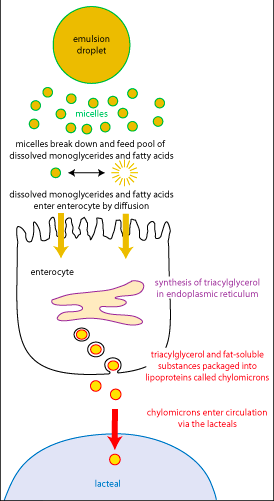 emulsion
droplet
micelles
micelles break down and feed pool of
dissolved monoglycerides and fatty acids
dissolved monoglycerides and fatty acids
enter enterocyte by diffusion
enterocyte
synthesis of triacylglycerol
in endoplasmic reticulum
triacylglycerol and fat-soluble
substances packaged into
lipoproteins called chylomicrons
chylomicrons enter circulation
via the lacteals
lacteal